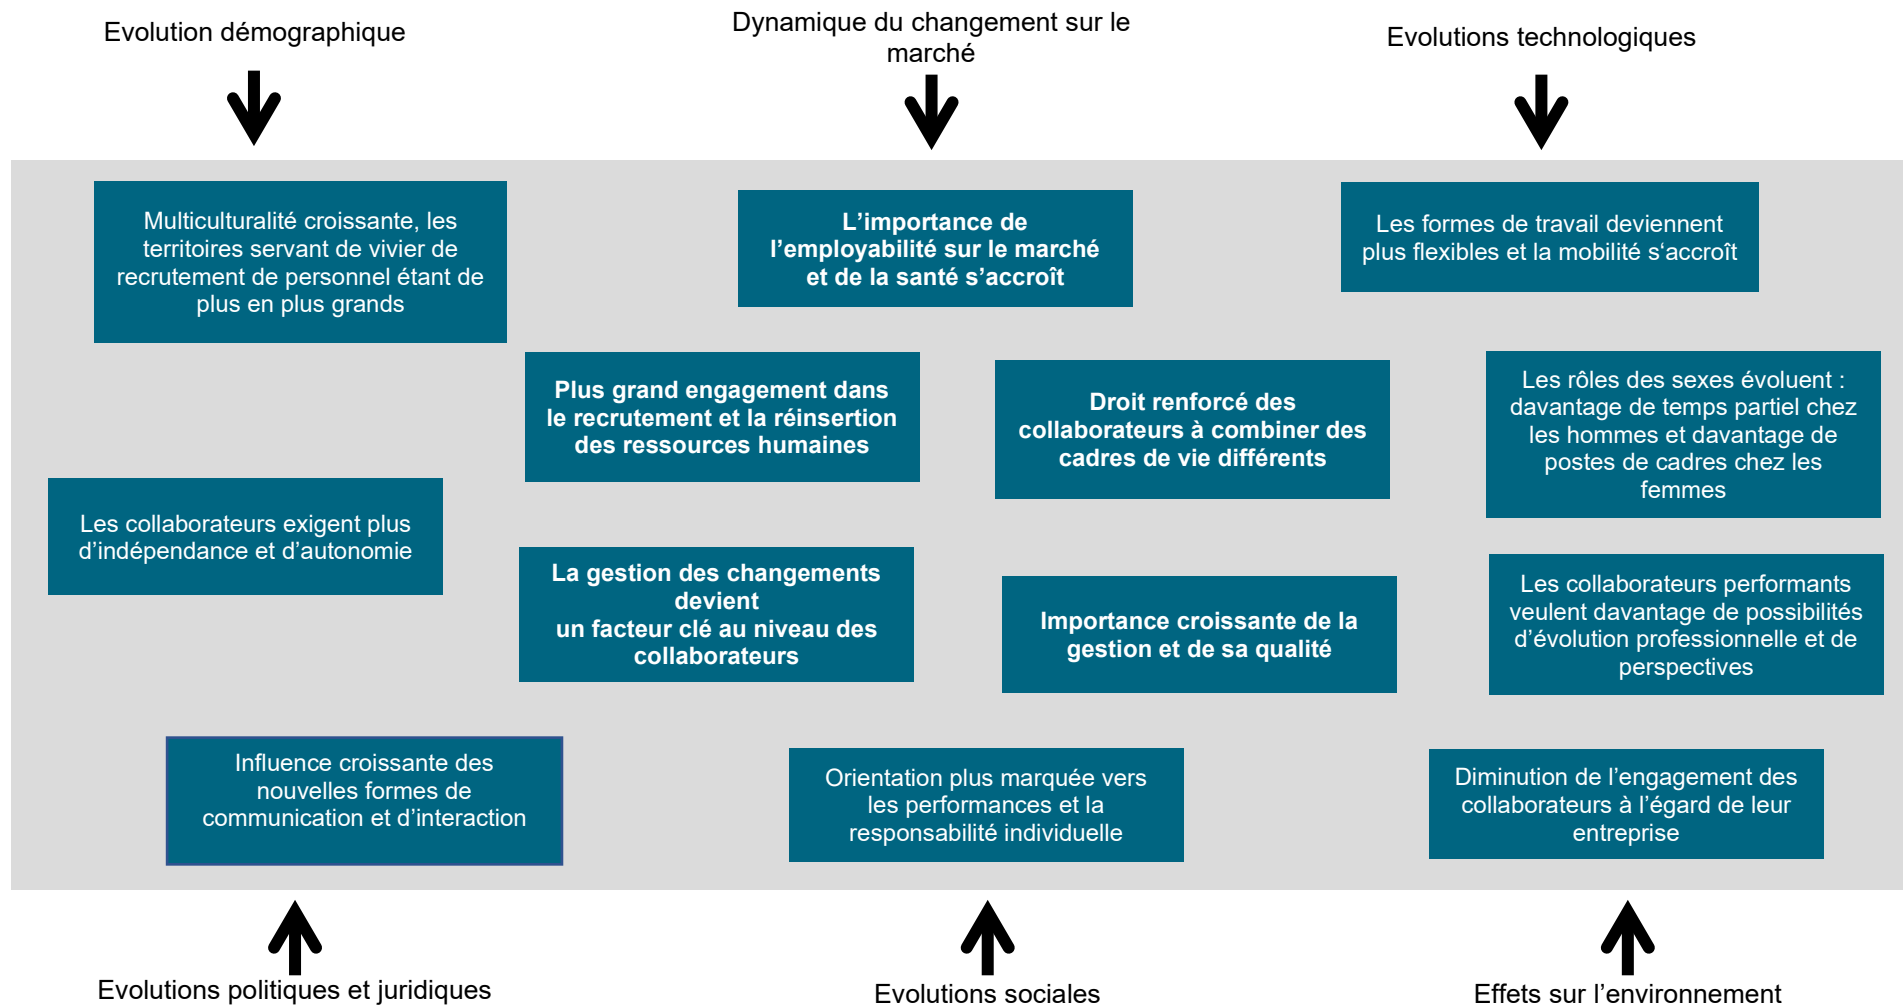 Evolution démographique
Dynamique du changement sur le
marché
Evolutions technologiques
Multiculturalité croissante, les
territoires servant de vivier de
recrutement de personnel étant de
plus en plus grands
L’importance de
l’employabilité sur le marché
et de la santé s’accroît
Les formes de travail deviennent
plus flexibles et la mobilité s‘accroît
Plus grand engagement dans
le recrutement et la réinsertion
des ressources humaines
Droit renforcé des
collaborateurs à combiner des
cadres de vie différents
Les rôles des sexes évoluent :
davantage de temps partiel chez
les hommes et davantage de
postes de cadres chez les
femmes
Les collaborateurs exigent plus
d’indépendance et d’autonomie
La gestion des changements
devient
un facteur clé au niveau des
collaborateurs
Importance croissante de la
gestion et de sa qualité
Les collaborateurs performants
veulent davantage de possibilités
d’évolution professionnelle et de
perspectives
Influence croissante des
nouvelles formes de
communication et d’interaction
Orientation plus marquée vers
les performances et la
responsabilité individuelle
Diminution de l’engagement des
collaborateurs à l’égard de leur
entreprise
Evolutions politiques et juridiques
Evolutions sociales
Effets sur l’environnement